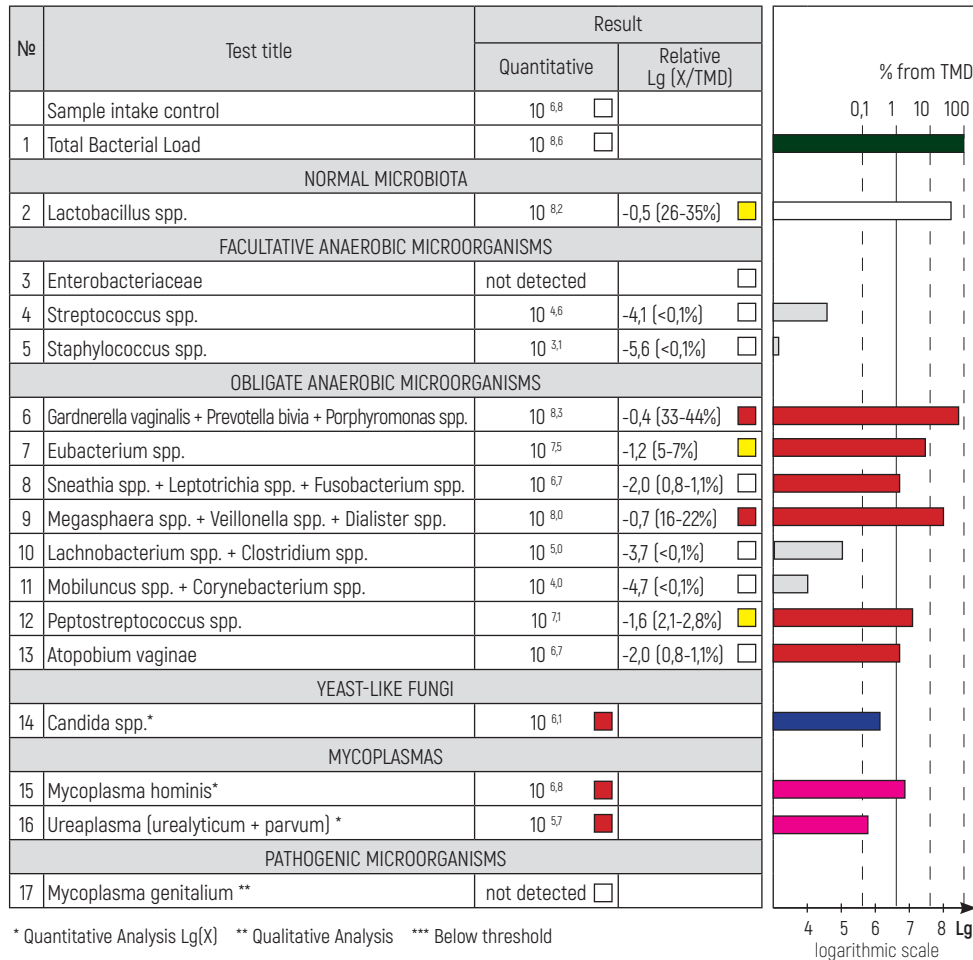 № Test title Result
Quantitative Relative Lg (X/TMD)
% from TMD
0,1 1 10 100
Sample intake control 10 6,8
1 Total Bacterial Load 10 8,6
NORMAL MICROBIOTA
2 Lactobacillus spp. 10 8,2 -0,5 (26-35%)
FACULTATIVE ANAEROBIC MICROORGANISMS
3 Enterobacteriaceae not detected
4 Streptococcus spp. 10 4,6 -4,1 (<0,1%)
5 Staphylococcus spp. 10 3,1 -5,6 (<0,1%)
OBLIGATE ANAEROBIC MICROORGANISMS
6 Gardnerella vaginalis + Prevotella bivia + Porphyromonas spp. 10 8,3 -0,4 (33-44%)
7 Eubacterium spp. 10 7,5 -1,2 (5-7%)
8 Sneathia spp. + Leptotrichia spp. + Fusobacterium spp. 10 6,7 -2,0 (0,8-1,1%)
9 Megasphaera spp. + Veillonella spp. + Dialister spp. 10 8,0 -0,7 (16-22%)
10 Lachnobacterium spp. + Clostridium spp. 10 5,0 -3,7 (<0,1%)
11 Mobiluncus spp. + Corynebacterium spp. 10 4,0 -4,7 (<0,1%)
12 Peptostreptococcus spp. 10 7,1 -1,6 (2,1-2,8%)
13 Atopobium vaginae 10 6,7 -2,0 (0,8-1,1%)
YEAST-LIKE FUNGI
14 Candida spp.* 10 6,1
MYCOPLASMAS
15 Mycoplasma hominis* 10 6,8
16 Ureaplasma (urealyticum + parvum) * 10 5,7
PATHOGENIC MICROORGANISMS
17 Mycoplasma genitalium ** not detected
4 5 6 7 8 Lg
logarithmic scale
* Quantitative Analysis Lg(X) ** Qualitative Analysis *** Below threshold